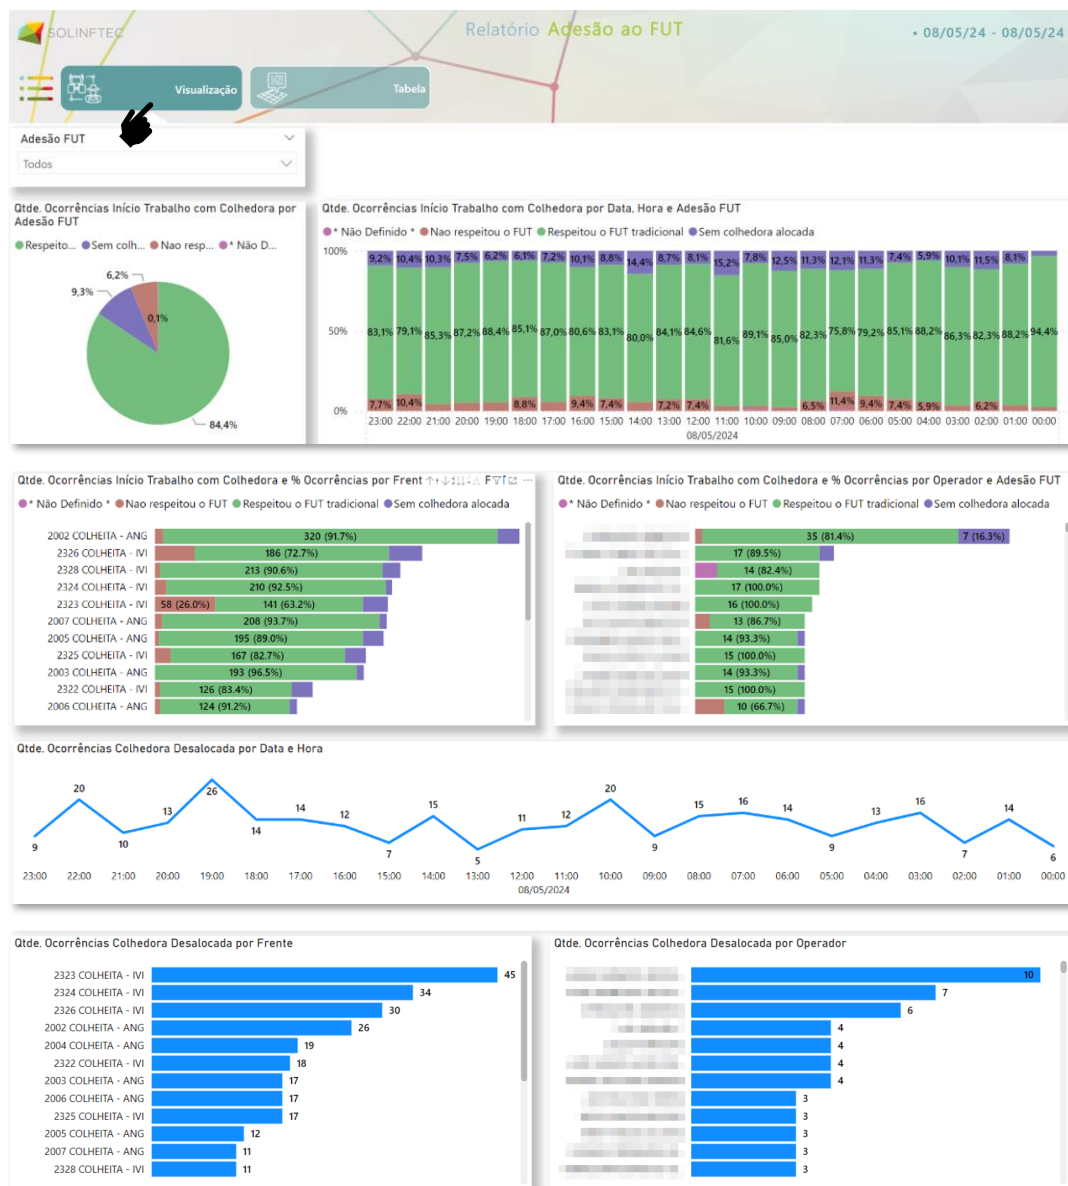 SOLINFTEC
Relatório Adesão ao FUT
• 08/05/24 - 08/05/24
Visualização
Tabela
Adesão FUT
Todos
Qtde. Ocorrências Início Trabalho com Colhedora por
Adesão FUT
Respeito... Sem colh... Nao resp... * Não D...
6,2%
9,3%
0,1%
84,4%
Qtde. Ocorrências Início Trabalho com Colhedora por Data, Hora e Adesão FUT
* Não Definido * Nao respeitou o FUT Respeitou o FUT tradicional Sem colhedora alocada
100%
9,2% 10,4% 10,3% 7,5% 6,2% 6,1% 7,2% 10,1% 8,8% 14,4% 8,7% 8,1% 15,2% 7,8% 12,5% 11,3% 12,1% 11,3% 7,4% 5,9% 10,1% 11,5% 8,1%
50%
83,1% 79,1% 85,3% 87,2% 88,4% 85,1% 87,0% 80,6% 83,1% 80,0% 84,1% 84,6% 81,6% 89,1% 85,0% 82,3% 75,8% 79,2% 85,1% 88,2% 86,3% 82,3% 88,2% 94,4%
7,7% 10,4% 8,8% 9,4% 7,4% 7,2% 7,4% 6,5% 11,4% 9,4% 7,4% 5,9% 6,2%
0%
23:00 22:00 21:00 20:00 19:00 18:00 17:00 16:00 15:00 14:00 13:00 12:00 11:00 10:00 09:00 08:00 07:00 06:00 05:00 04:00 03:00 02:00 01:00 00:00
08/05/2024
Qtde. Ocorrências Início Trabalho com Colhedora e % Ocorrências por Frent
* Não Definido * Nao respeitou o FUT Respeitou o FUT tradicional Sem colhedora alocada
2002 COLHEITA - ANG 320 (91.7%)
2326 COLHEITA - IVI 186 (72.7%)
2328 COLHEITA - IVI 213 (90.6%)
2324 COLHEITA - IVI 210 (92.5%)
2323 COLHEITA - IVI 58 (26.0%) 141 (63.2%)
2007 COLHEITA - ANG 208 (93.7%)
2005 COLHEITA - ANG 195 (89.0%)
2325 COLHEITA - IVI 167 (82.7%)
2003 COLHEITA - ANG 193 (96.5%)
2322 COLHEITA - IVI 126 (83.4%)
2006 COLHEITA - ANG 124 (91.2%)
Qtde. Ocorrências Início Trabalho com Colhedora e % Ocorrências por Operador e Adesão FUT
* Não Definido * Nao respeitou o FUT Respeitou o FUT tradicional Sem colhedora alocada
35 (81.4%) 7 (16.3%)
17 (89.5%)
14 (82.4%)
17 (100.0%)
16 (100.0%)
13 (86.7%)
14 (93.3%)
15 (100.0%)
14 (93.3%)
15 (100.0%)
10 (66.7%)
Qtde. Ocorrências Colhedora Desalocada por Data e Hora
9 20 10 13 26 14 14 12 7 15 5 11 12 20 9 15 16 14 9 13 16 7 14 6
23:00 22:00 21:00 20:00 19:00 18:00 17:00 16:00 15:00 14:00 13:00 12:00 11:00 10:00 09:00 08:00 07:00 06:00 05:00 04:00 03:00 02:00 01:00 00:00
08/05/2024
Qtde. Ocorrências Colhedora Desalocada por Frente
2323 COLHEITA - IVI 45
2324 COLHEITA - IVI 34
2326 COLHEITA - IVI 30
2002 COLHEITA - ANG 26
2004 COLHEITA - ANG 19
2322 COLHEITA - IVI 18
2003 COLHEITA - ANG 17
2006 COLHEITA - ANG 17
2325 COLHEITA - IVI 17
2005 COLHEITA - ANG 12
2007 COLHEITA - ANG 11
2328 COLHEITA - IVI 11
Qtde. Ocorrências Colhedora Desalocada por Operador
10
7
6
4
4
4
4
3
3
3
3
3